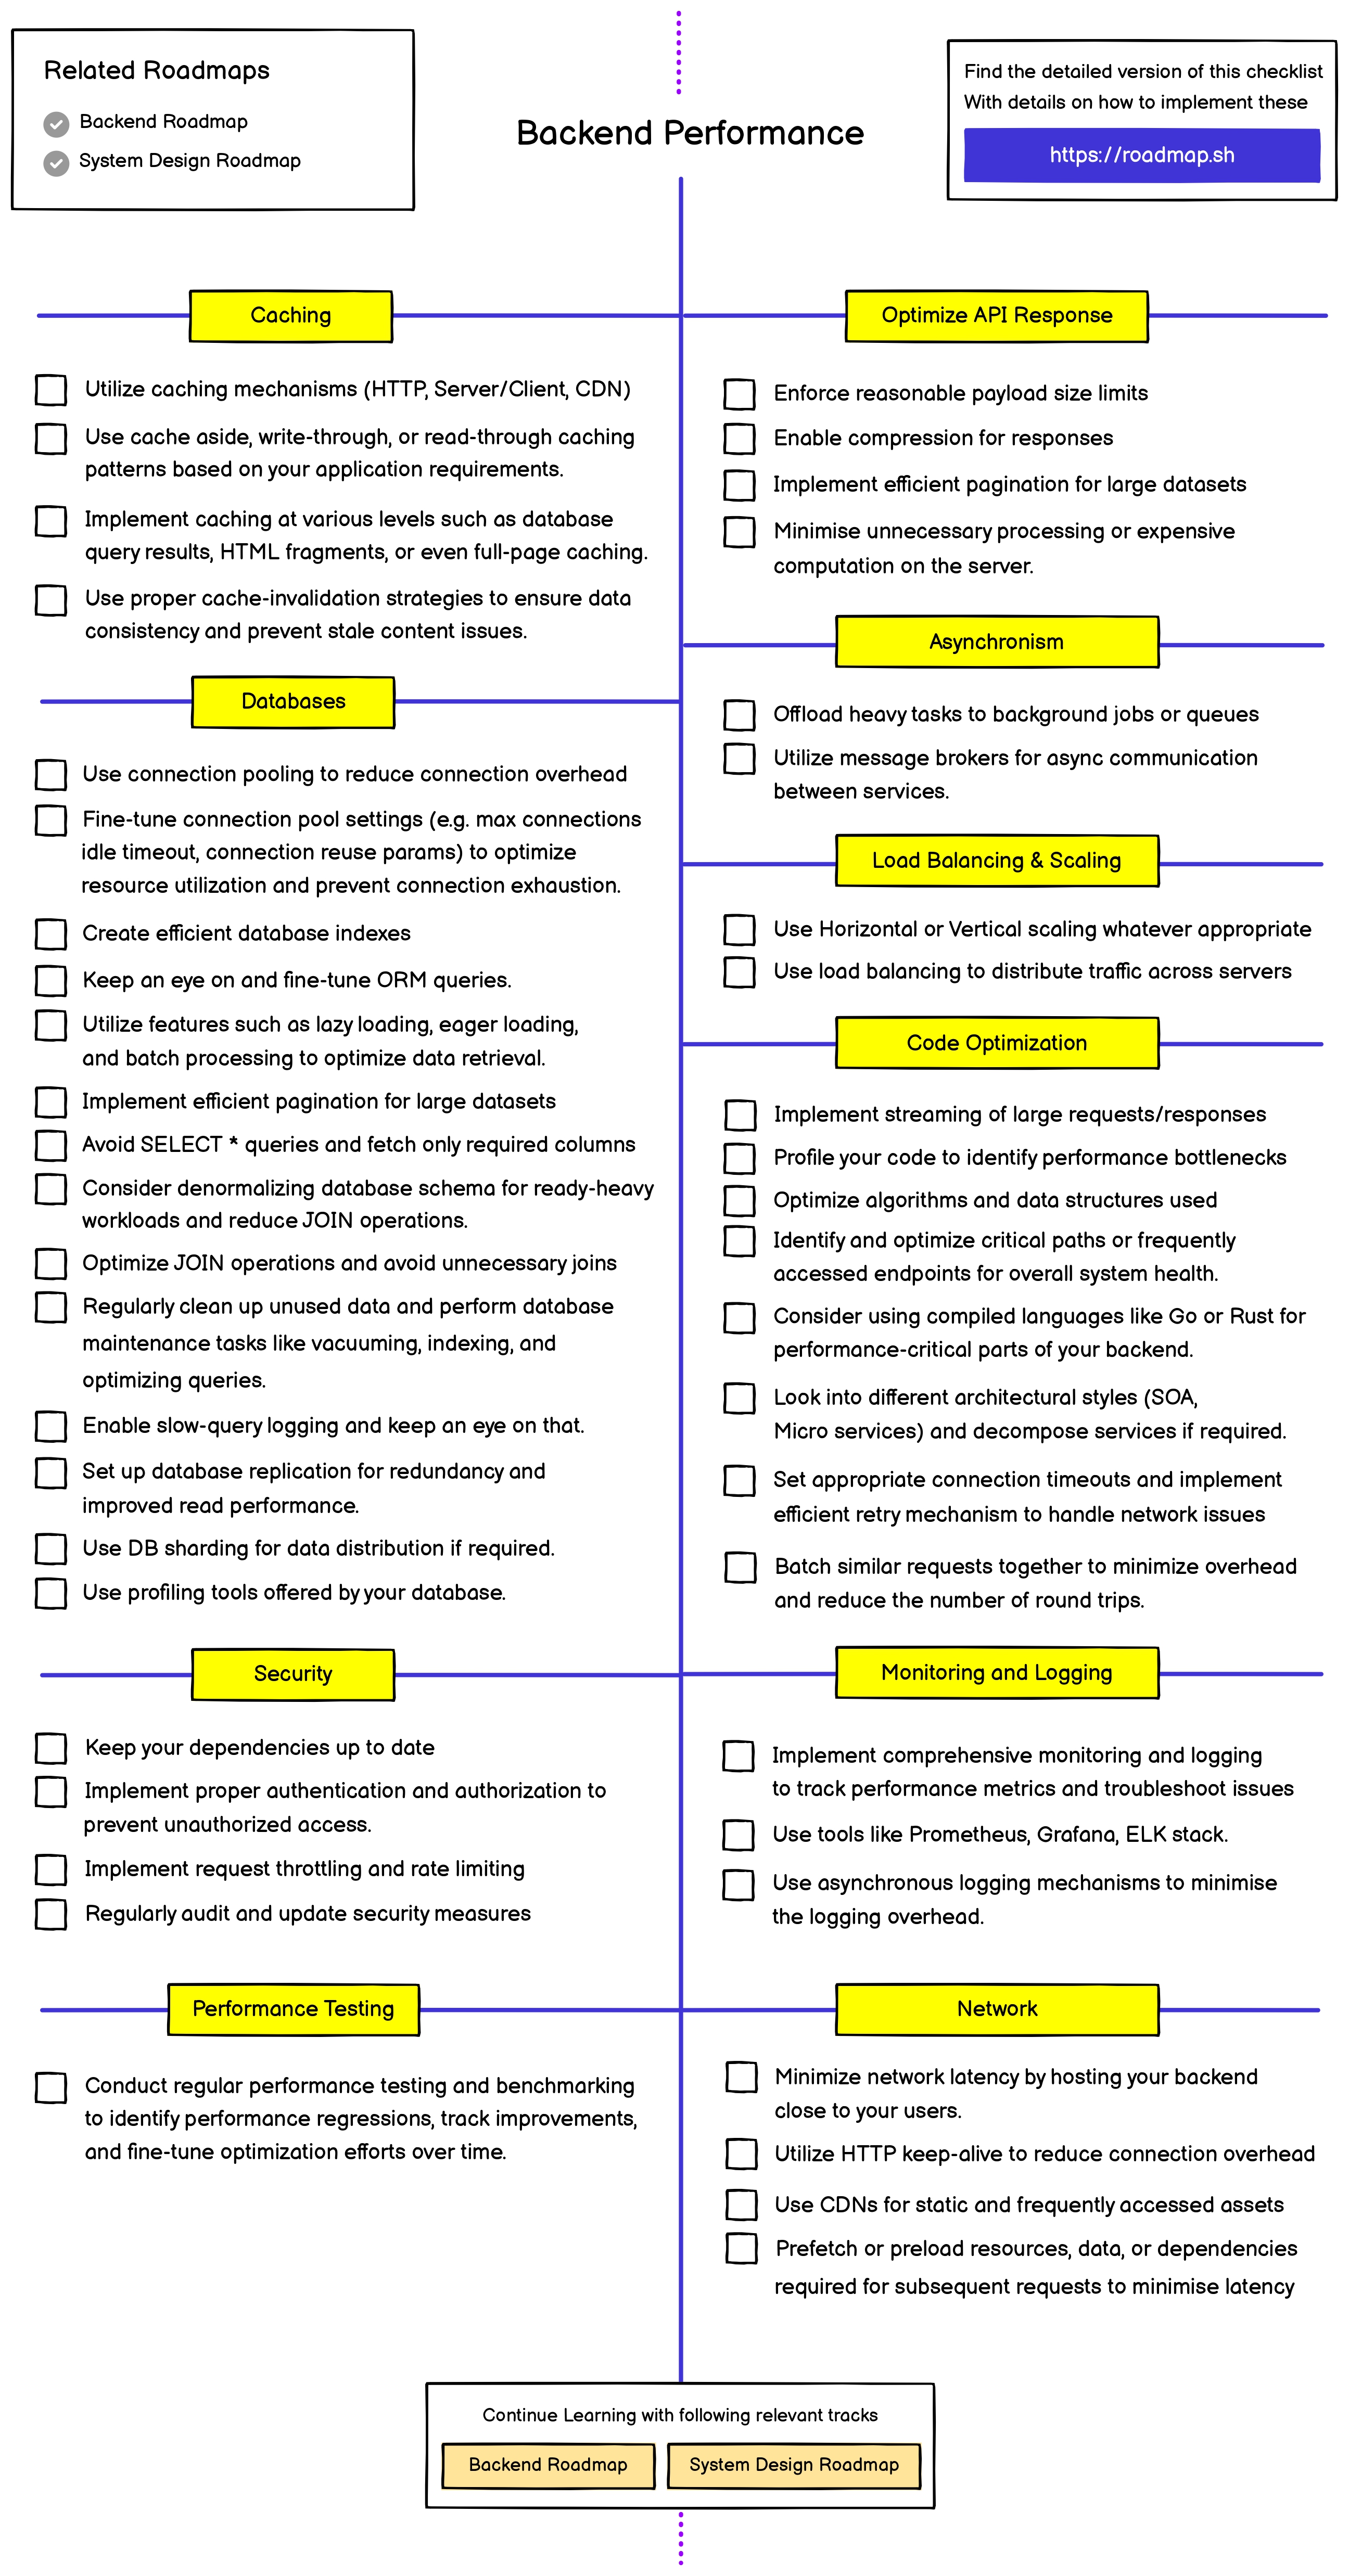 Related Roadmaps
Backend Roadmap
System Design Roadmap
Backend Performance
Find the detailed version of this checklist
With details on how to implement these
https://roadmap.sh
Caching
Utilize caching mechanisms (HTTP, Server/Client, CDN)
Use cache aside, write-through, or read-through caching
patterns based on your application requirements.
Implement caching at various levels such as database
query results, HTML fragments, or even full-page caching.
Use proper cache-invalidation strategies to ensure data
consistency and prevent stale content issues.
Databases
Use connection pooling to reduce connection overhead
Fine-tune connection pool settings (e.g. max connections
idle timeout, connection reuse params) to optimize
resource utilization and prevent connection exhaustion.
Create efficient database indexes
Keep an eye on and fine-tune ORM queries.
Utilize features such as lazy loading, eager loading,
and batch processing to optimize data retrieval.
Implement efficient pagination for large datasets
Avoid SELECT * queries and fetch only required columns
Consider denormalizing database schema for ready-heavy
workloads and reduce JOIN operations.
Optimize JOIN operations and avoid unnecessary joins
Regularly clean up unused data and perform database
maintenance tasks like vacuuming, indexing, and
optimizing queries.
Enable slow-query logging and keep an eye on that.
Set up database replication for redundancy and
improved read performance.
Use DB sharding for data distribution if required.
Use profiling tools offered by your database.
Security
Keep your dependencies up to date
Implement proper authentication and authorization to
prevent unauthorized access.
Implement request throttling and rate limiting
Regularly audit and update security measures
Performance Testing
Conduct regular performance testing and benchmarking
to identify performance regressions, track improvements,
and fine-tune optimization efforts over time.
Optimize API Response
Enforce reasonable payload size limits
Enable compression for responses
Implement efficient pagination for large datasets
Minimise unnecessary processing or expensive
computation on the server.
Asynchronism
Offload heavy tasks to background jobs or queues
Utilize message brokers for async communication
between services.
Load Balancing & Scaling
Use Horizontal or Vertical scaling whatever appropriate
Use load balancing to distribute traffic across servers
Code Optimization
Implement streaming of large requests/responses
Profile your code to identify performance bottlenecks
Optimize algorithms and data structures used
Identify and optimize critical paths or frequently
accessed endpoints for overall system health.
Consider using compiled languages like Go or Rust for
performance-critical parts of your backend.
Look into different architectural styles (SOA,
Micro services) and decompose services if required.
Set appropriate connection timeouts and implement
efficient retry mechanism to handle network issues
Batch similar requests together to minimize overhead
and reduce the number of round trips.
Monitoring and Logging
Implement comprehensive monitoring and logging
to track performance metrics and troubleshoot issues
Use tools like Prometheus, Grafana, ELK stack.
Use asynchronous logging mechanisms to minimise
the logging overhead.
Network
Minimize network latency by hosting your backend
close to your users.
Utilize HTTP keep-alive to reduce connection overhead
Use CDNs for static and frequently accessed assets
Prefetch or preload resources, data, or dependencies
required for subsequent requests to minimise latency
Continue Learning with following relevant tracks
Backend Roadmap
System Design Roadmap